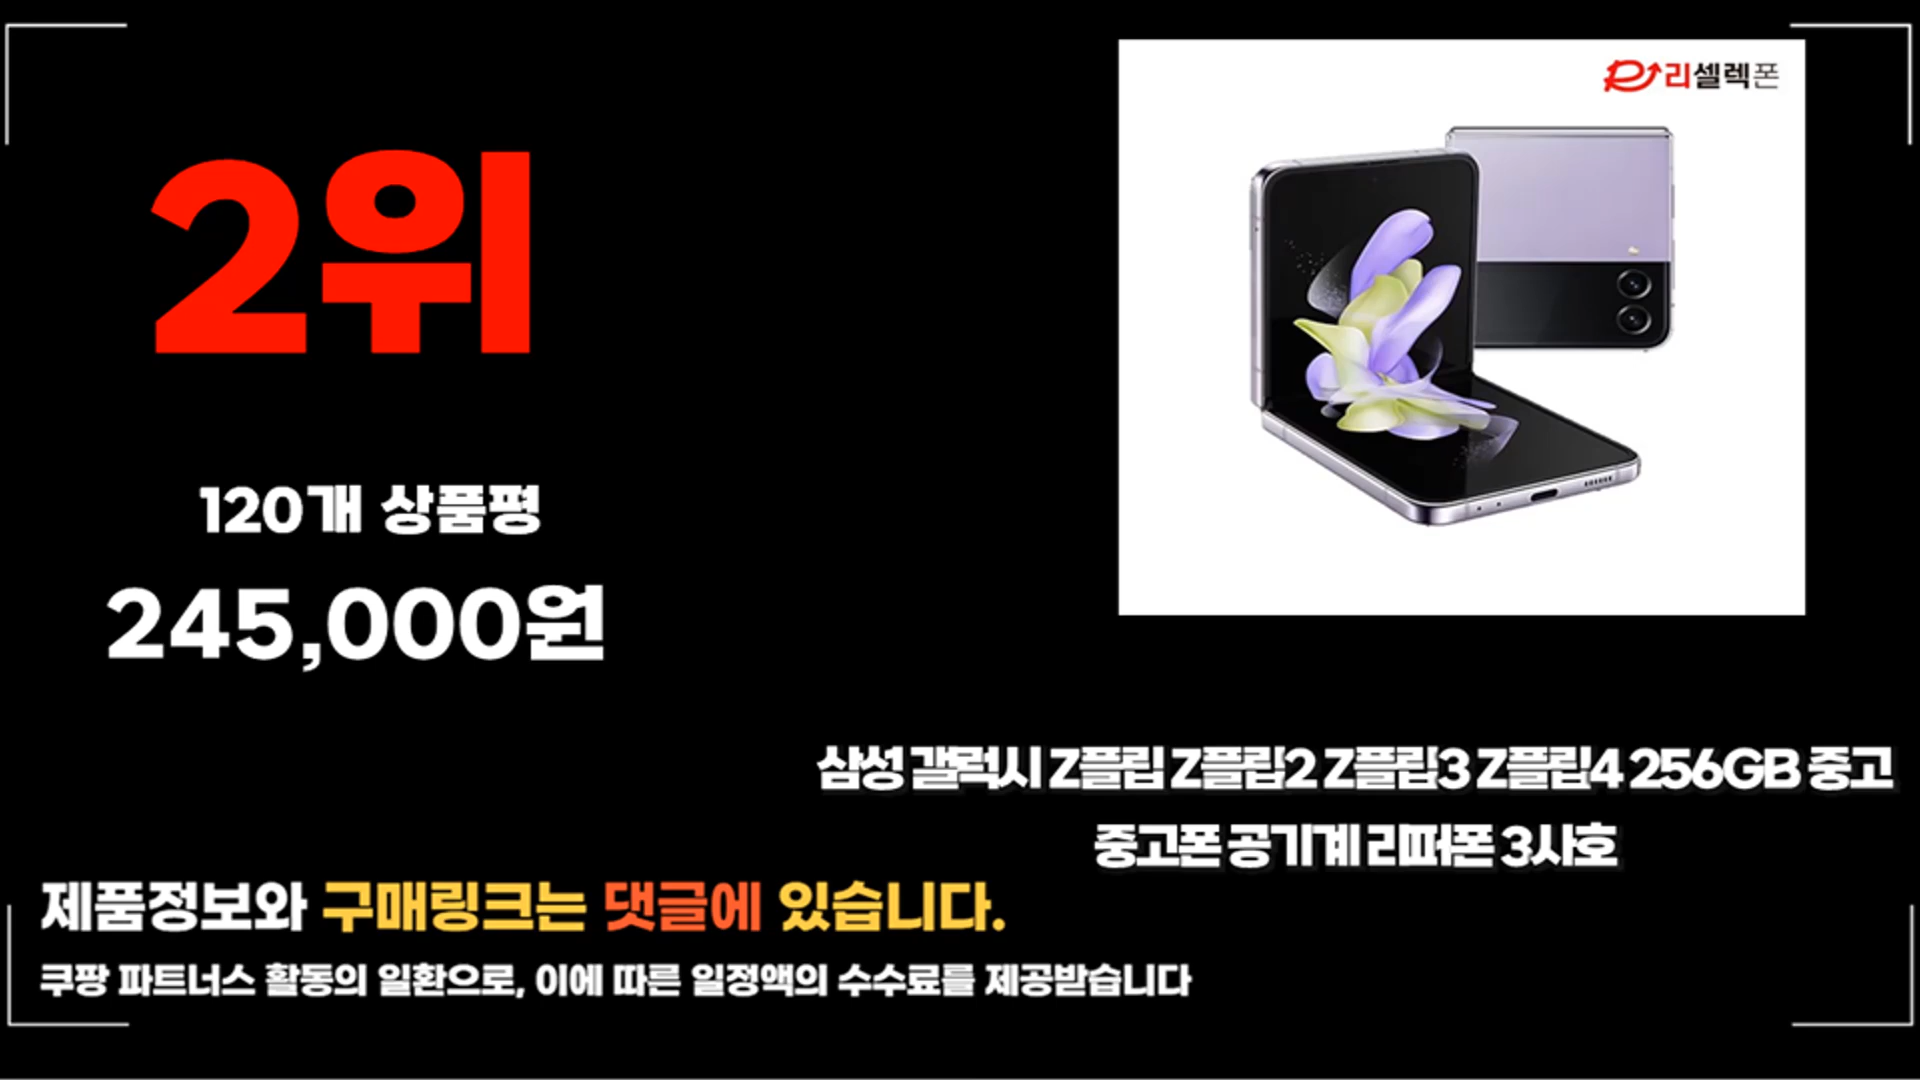 리셀렉폰
2위
120개 상품평
245,000원
삼성 갤럭시 Z플립 Z플립2 Z플립3 Z플립4 256GB 중고
중고폰 공기계 리퍼폰 3사호
제품정보와 구매링크는 댓글에 있습니다.
쿠팡 파트너스 활동의 일환으로, 이에 따른 일정액의 수수료를 제공받습니다